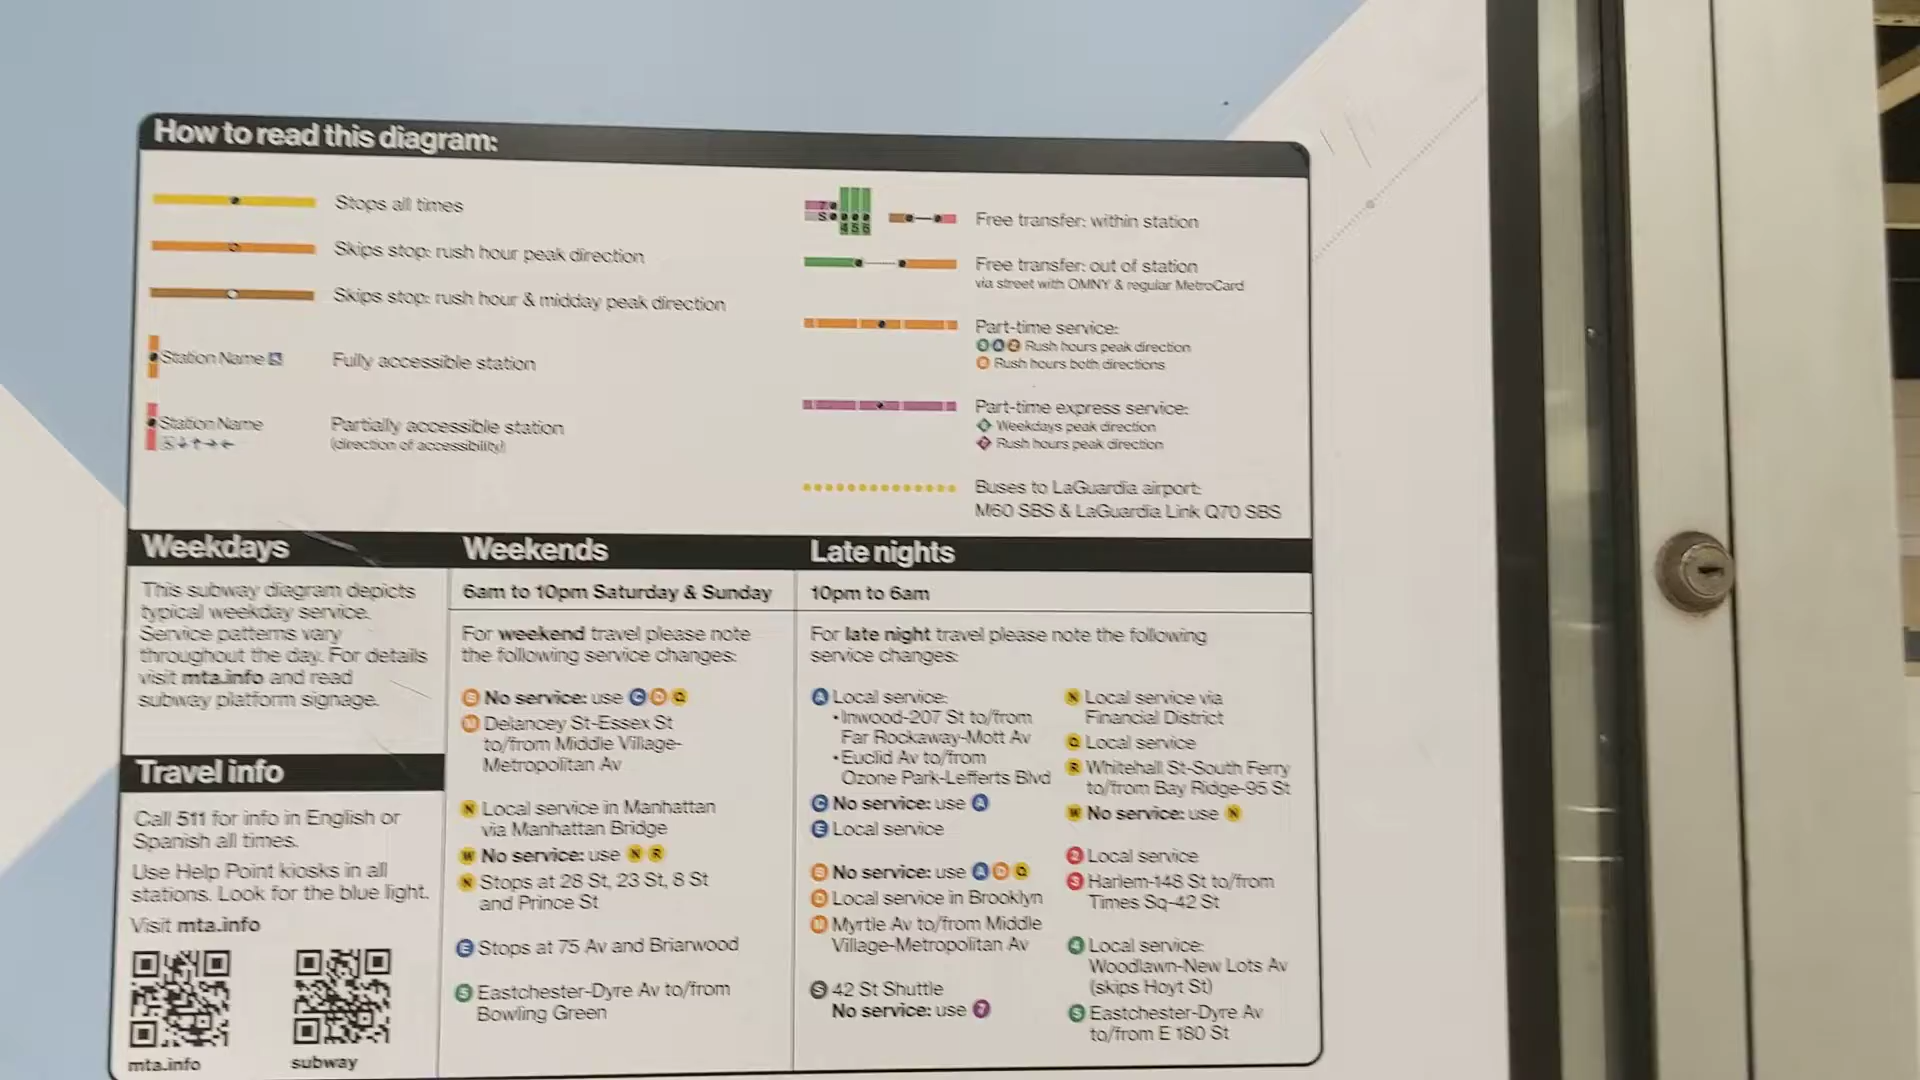 How to read this diagram:
Stops all times
Skips stop: rush hour peak direction
Skips stop: rush hour & midday peak direction
Station Name
Fully accessible station
Station Name
Partially accessible station
(direction of accessibility)
7
S
4 5 6
Free transfer: within station
Free transfer: out of station
via street with OMNY & regular MetroCard
Part-time service:
Rush hours peak direction
Rush hours both directions
Part-time express service:
Weekdays peak direction
Rush hours peak direction
Buses to LaGuardia airport:
M60 SBS & LaGuardia Link Q70 SBS
Weekdays
This subway diagram depicts
typical weekday service.
Service patterns vary
throughout the day. For details
visit mta.info and read
subway platform signage.
Travel info
Call 511 for info in English or
Spanish all times.
Use Help Point kiosks in all
stations. Look for the blue light.
Visit mta.info
mta.info
subway
Weekends
6am to 10pm Saturday & Sunday
For weekend travel please note
the following service changes:
B No service: use C D Q
M Delancey St-Essex St
to/from Middle Village-
Metropolitan Av
N Local service in Manhattan
via Manhattan Bridge
W No service: use N R
N Stops at 28 St, 23 St, 8 St
and Prince St
E Stops at 75 Av and Briarwood
5 Eastchester-Dyre Av to/from
Bowling Green
Late nights
10pm to 6am
For late night travel please note the following
service changes:
A Local service:
• Inwood-207 St to/from
Far Rockaway-Mott Av
• Euclid Av to/from
Ozone Park-Lefferts Blvd
C No service: use A
E Local service
B No service: use A D Q
D Local service in Brooklyn
M Myrtle Av to/from Middle
Village-Metropolitan Av
S 42 St Shuttle
No service: use 7
N Local service via
Financial District
Q Local service
R Whitehall St-South Ferry
to/from Bay Ridge-95 St
W No service: use N
2 Local service
3 Harlem-148 St to/from
Times Sq-42 St
4 Local service:
Woodlawn-New Lots Av
(skips Hoyt St)
5 Eastchester-Dyre Av
to/from E 180 St